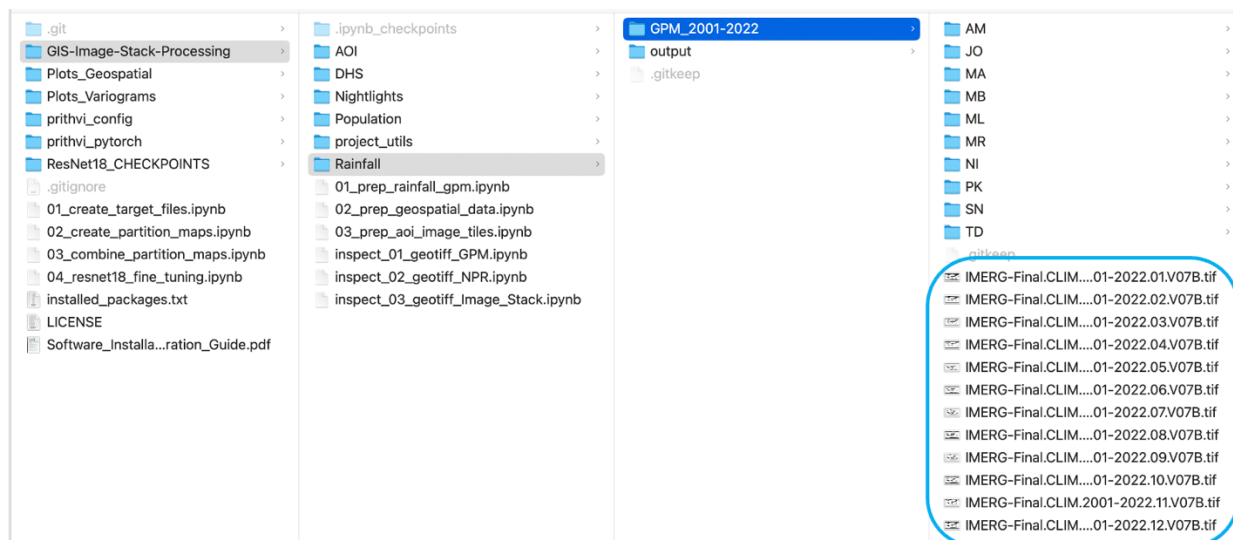 .git
GIS-Image-Stack-Processing
Plots_Geospatial
Plots_Variograms
prithvi_config
prithvi_pytorch
ResNet18_CHECKPOINTS
.gitignore
01_create_target_files.ipynb
02_create_partition_maps.ipynb
03_combine_partition_maps.ipynb
04_resnet18_fine_tuning.ipynb
installed_packages.txt
LICENSE
Software_Installa...ration_Guide.pdf
.ipynb_checkpoints
AOI
DHS
Nightlights
Population
project_utils
Rainfall
01_prep_rainfall_gpm.ipynb
02_prep_geospatial_data.ipynb
03_prep_aoi_image_tiles.ipynb
inspect_01_geotiff_GPM.ipynb
inspect_02_geotiff_NPR.ipynb
inspect_03_geotiff_Image_Stack.ipynb
GPM_2001-2022
output
.gitkeep
AM
JO
MA
MB
ML
MR
NI
PK
SN
TD
.gitkeep
IMERG-Final.CLIM....01-2022.01.V07B.tif
IMERG-Final.CLIM....01-2022.02.V07B.tif
IMERG-Final.CLIM....01-2022.03.V07B.tif
IMERG-Final.CLIM....01-2022.04.V07B.tif
IMERG-Final.CLIM....01-2022.05.V07B.tif
IMERG-Final.CLIM....01-2022.06.V07B.tif
IMERG-Final.CLIM....01-2022.07.V07B.tif
IMERG-Final.CLIM....01-2022.08.V07B.tif
IMERG-Final.CLIM....01-2022.09.V07B.tif
IMERG-Final.CLIM....01-2022.10.V07B.tif
IMERG-Final.CLIM.2001-2022.11.V07B.tif
IMERG-Final.CLIM....01-2022.12.V07B.tif